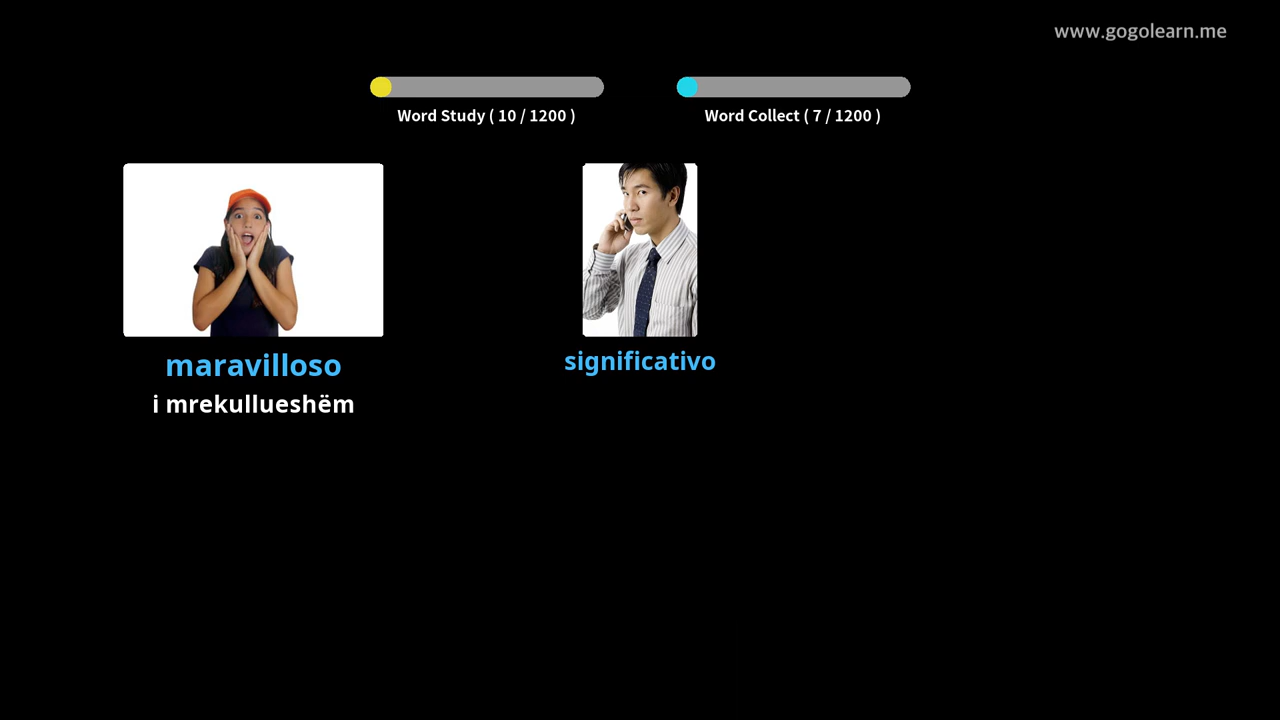 www.gogolearn.me
Word Study ( 10 / 1200 )
Word Collect ( 7 / 1200 )
maravilloso
i mrekullueshëm
significativo